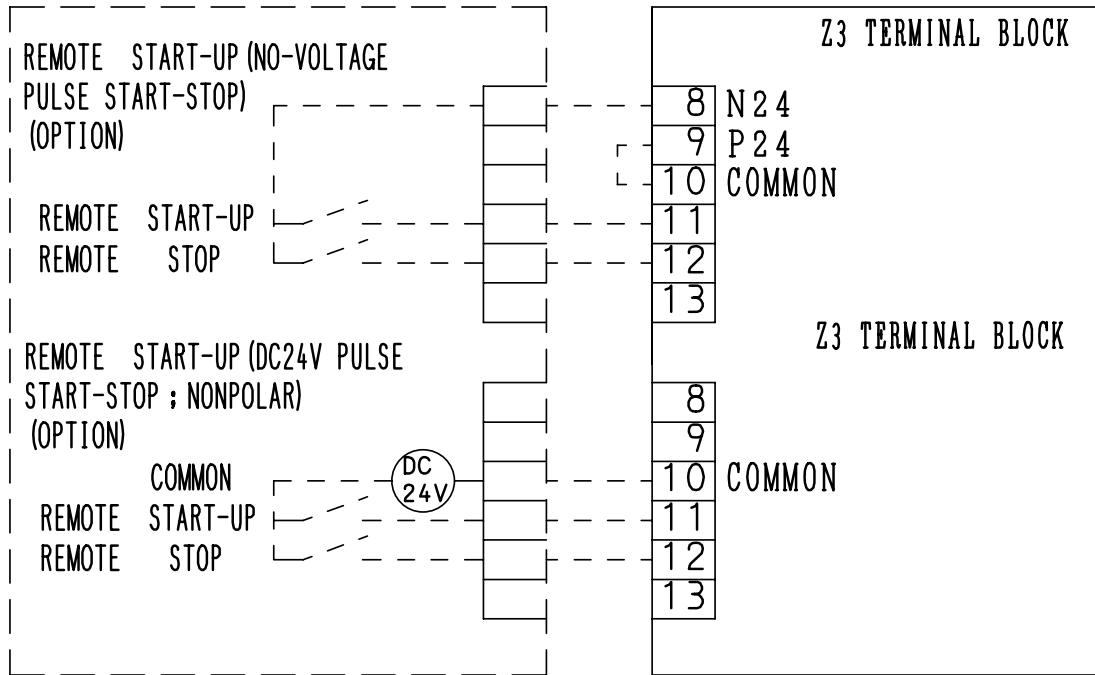 REMOTE START-UP (NO-VOLTAGE
PULSE START-STOP)
(OPTION)
REMOTE START-UP
REMOTE STOP
Z3 TERMINAL BLOCK
8 N24
9 P24
10 COMMON
11
12
13
REMOTE START-UP (DC24V PULSE
START-STOP ; NONPOLAR)
(OPTION)
COMMON
DC
24V
REMOTE START-UP
REMOTE STOP
Z3 TERMINAL BLOCK
8
9
10 COMMON
11
12
13